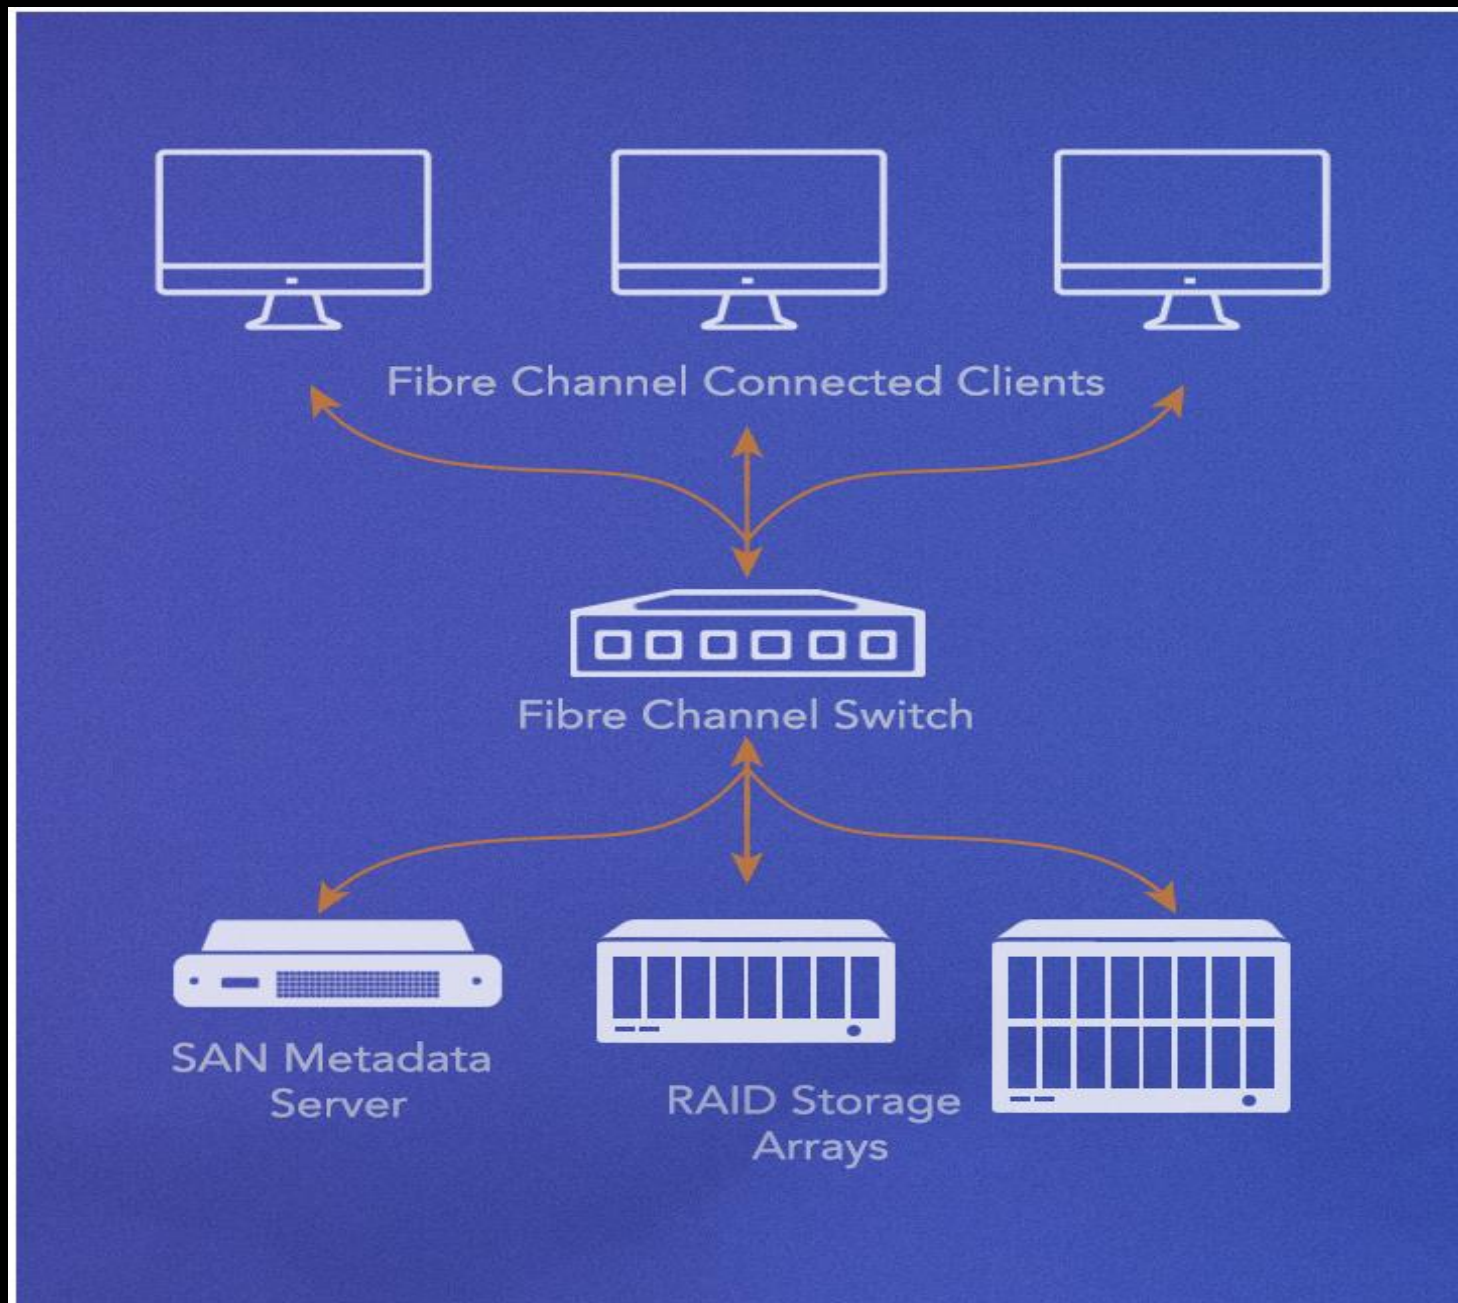 Fibre Channel Connected Clients
Fibre Channel Switch
SAN Metadata
Server
RAID Storage
Arrays